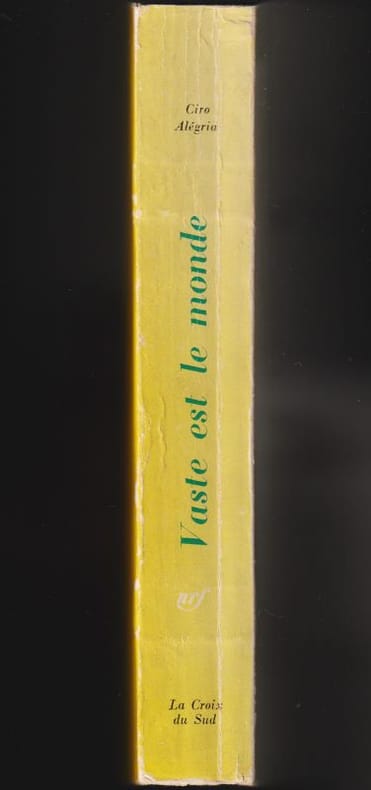 Ciro
Alégria
Vaste est le monde
nrf
La Croix
du Sud